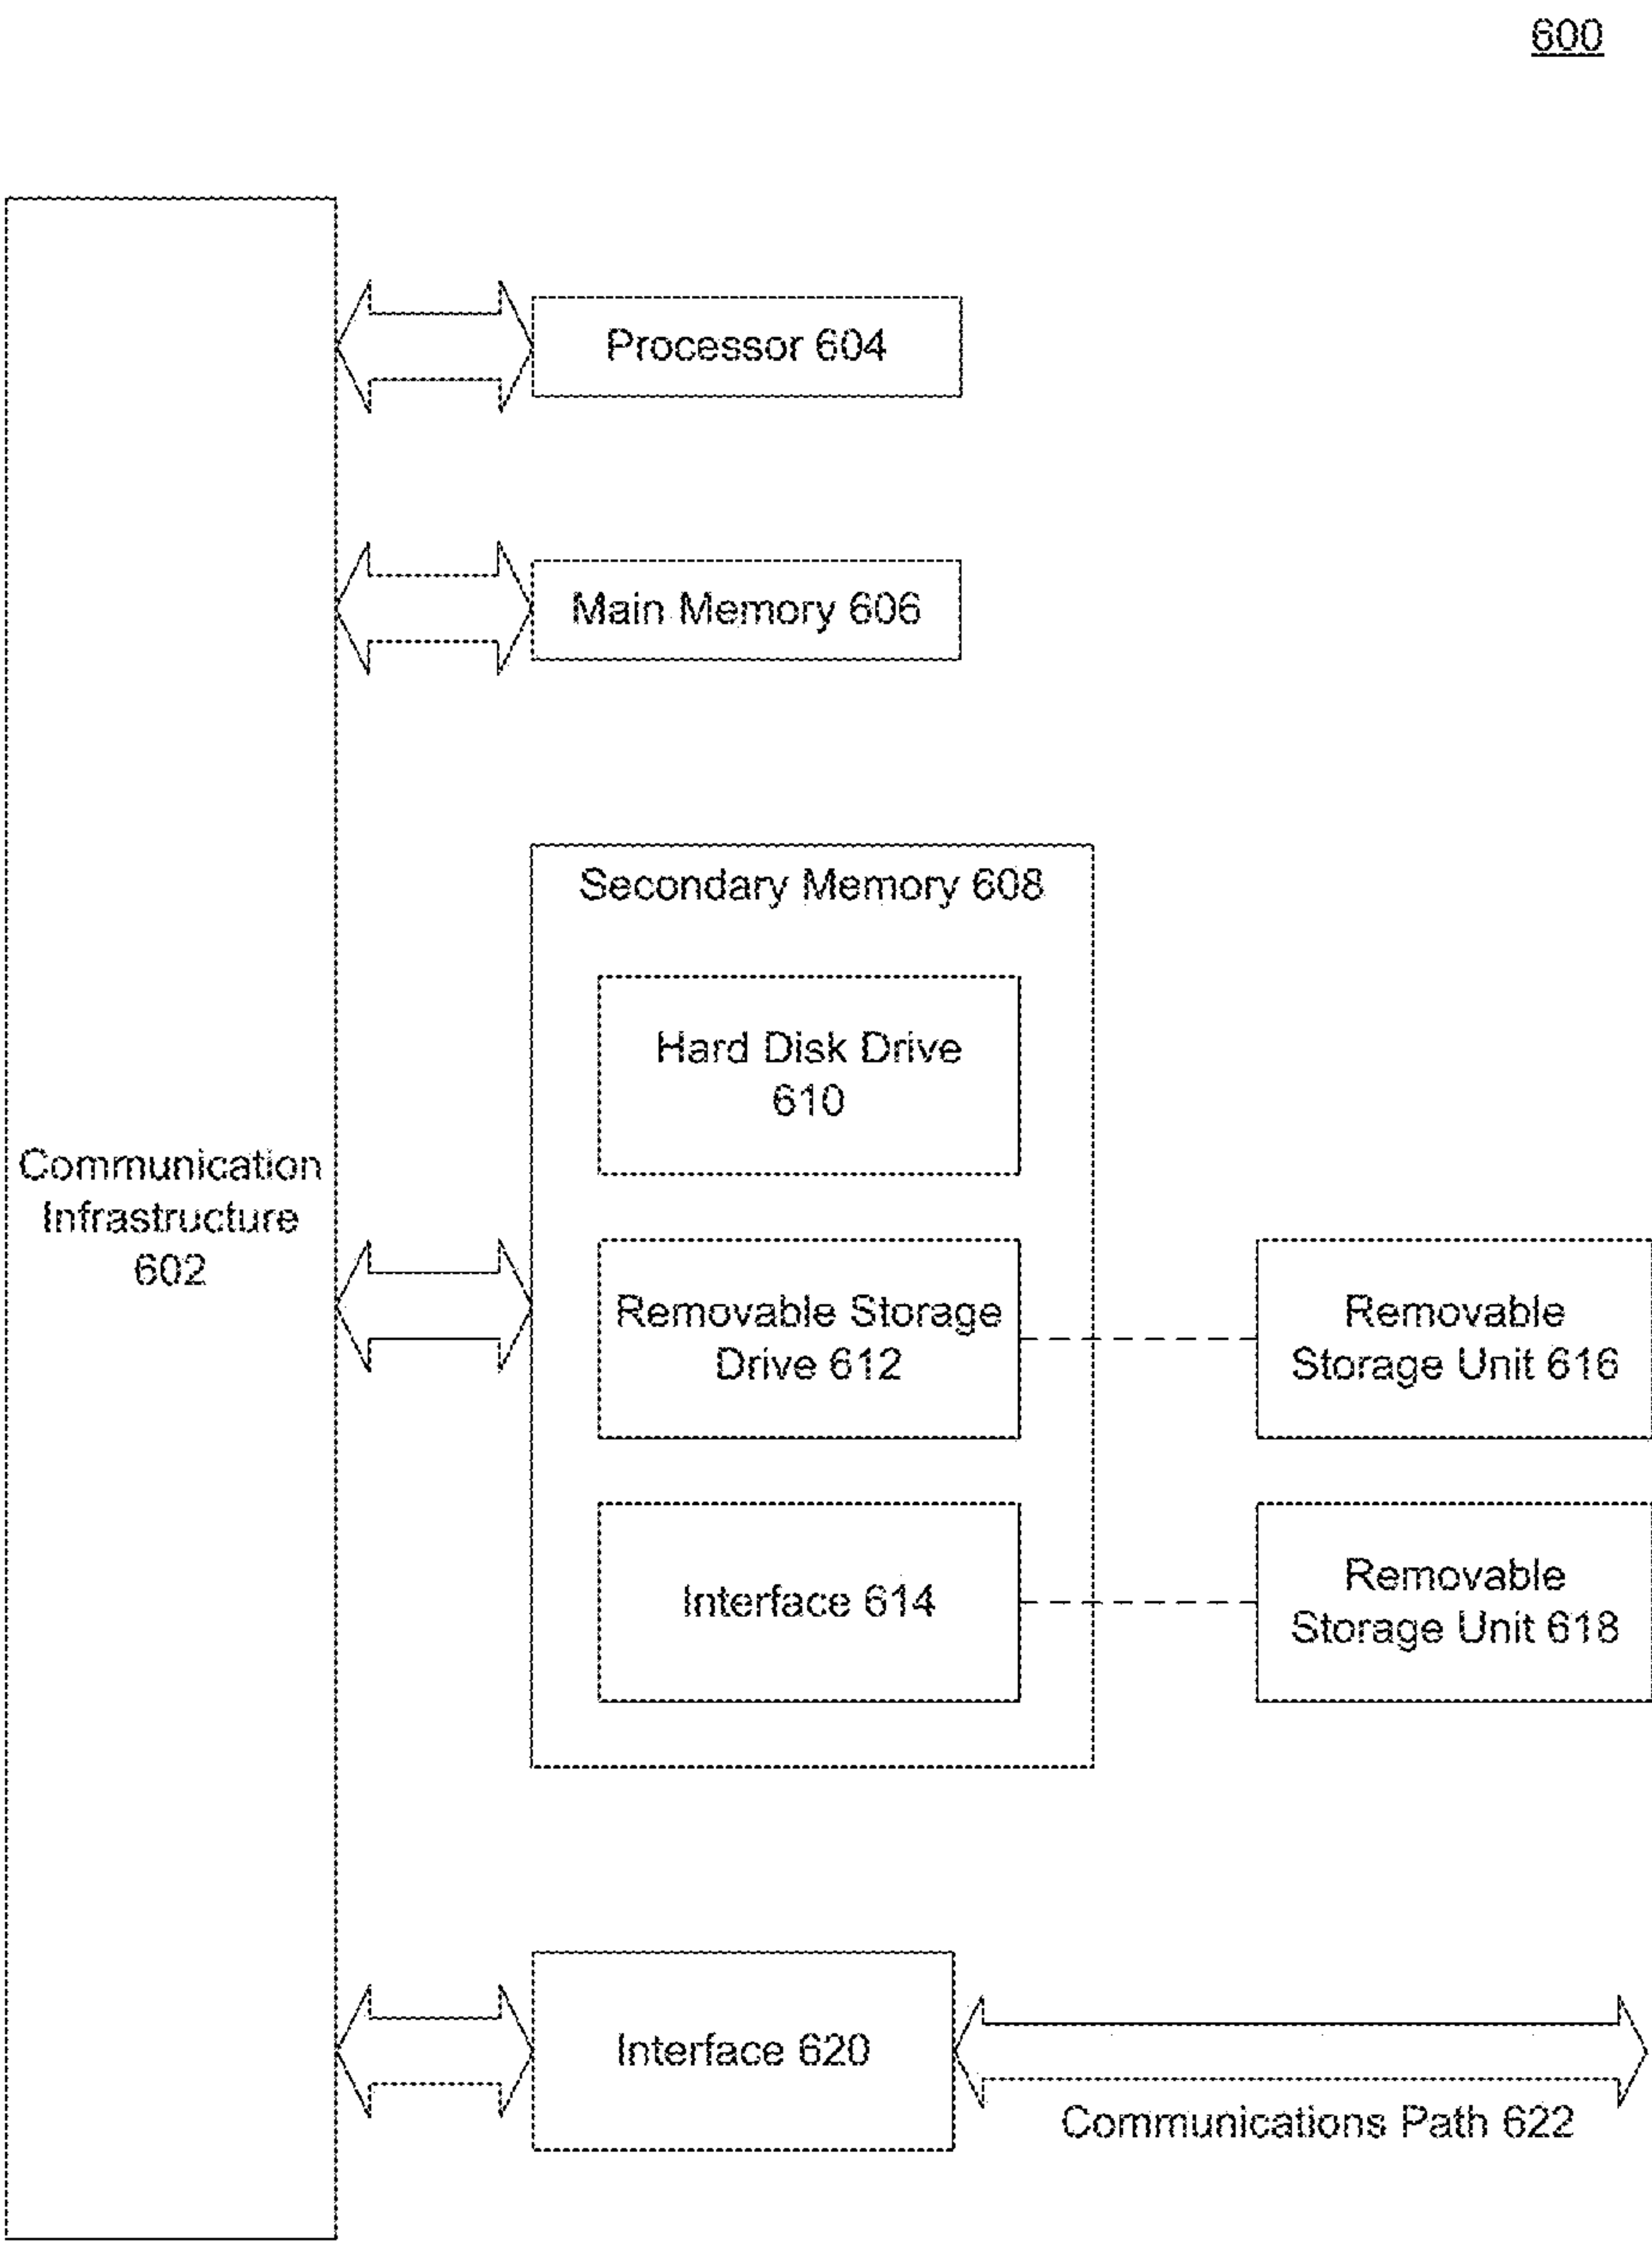 600
Processor 604
Main Memory 606
Secondary Memory 608
Hard Disk Drive
610
Communication
Infrastructure
602
Removable Storage
Drive 612
Removable
Storage Unit 616
Interface 614
Removable
Storage Unit 618
Interface 620
Communications Path 622